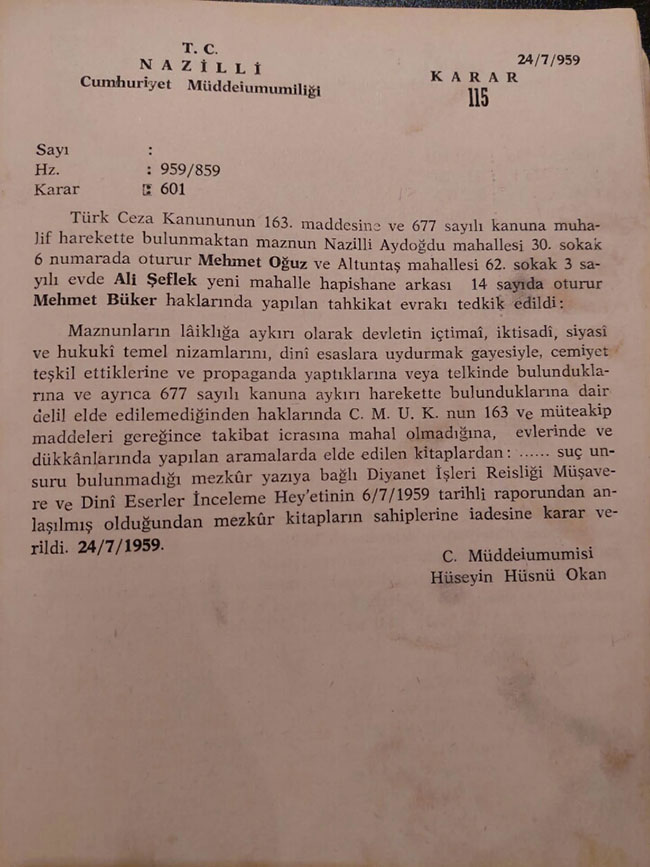 T. C.
NAZİLLİ
Cumhuriyet Müddeiumumiliği
24/7/959
KARAR
115
Sayı :
Hz. : 959/859
Karar : 601
Türk Ceza Kanununun 163. maddesine ve 677 sayılı kanuna muha-
lif harekette bulunmaktan maznun Nazilli Aydoğdu mahallesi 30. sokak
6 numarada oturur Mehmet Oğuz ve Altuntaş mahallesi 62. sokak 3 sa-
yılı evde Ali Şeflek yeni mahalle hapishane arkası 14 sayıda oturur
Mehmet Büker haklarında yapılan tahkikat evrakı tedkik edildi:
Maznunların lâikliğa aykırı olarak devletin içtimaî, iktisadî, siyasî
ve hukukî temel nizamlarını, dinî esaslara uydurmak gayesiyle, cemiyet
teşkil ettiklerine ve propaganda yaptıklarına veya telkinde bulundukla-
rına ve ayrıca 677 sayılı kanuna aykırı harekette bulunduklarına dair
delil elde edilemediğinden haklarında C. M. U. K. nun 163 ve müteakip
maddeleri gereğince takibat icrasına mahal olmadığına, evlerinde ve
dükkânlarında yapılan aramalarda elde edilen kitaplardan: ...... suç un-
suru bulunmadığı mezkûr yazıya bağlı Diyanet İşleri Reisliği Müşave-
re ve Dinî Eserler İnceleme Hey'etinin 6/7/1959 tarihli raporundan an-
laşılmış olduğundan mezkûr kitapların sahiplerine iadesine karar ve-
rildi. 24/7/1959.
C. Müddeiumumisi
Hüseyin Hüsnü Okan